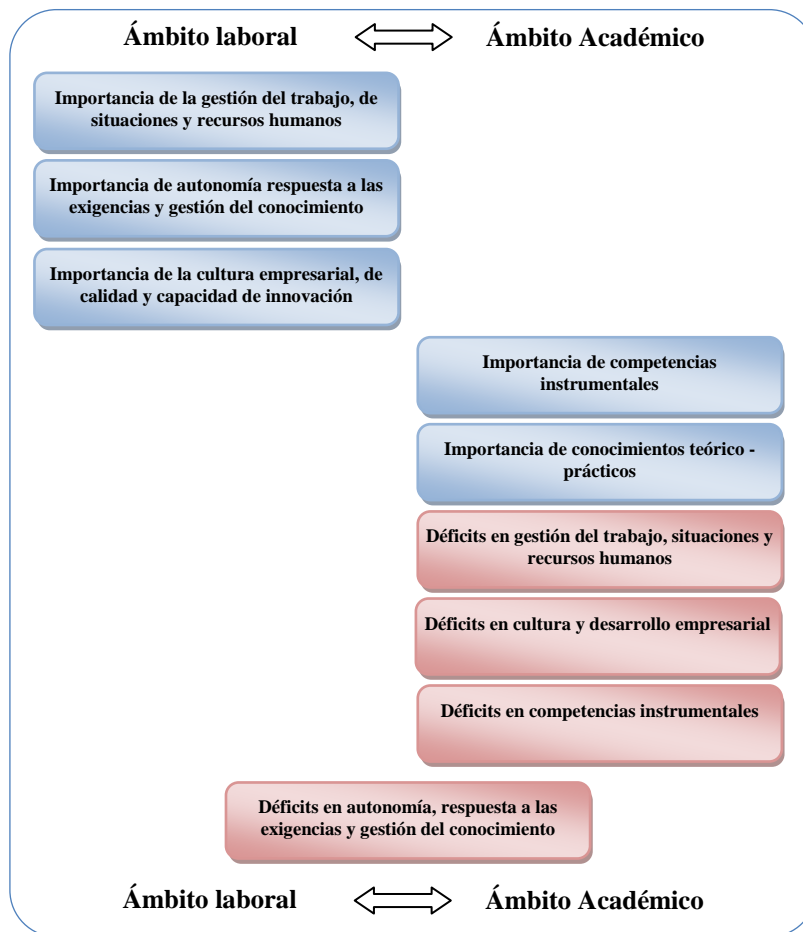 Ámbito laboral Ámbito Académico
Importancia de la gestión del trabajo, de
situaciones y recursos humanos
Importancia de autonomía respuesta a las
exigencias y gestión del conocimiento
Importancia de la cultura empresarial, de
calidad y capacidad de innovación
Importancia de competencias
instrumentales
Importancia de conocimientos teórico -
prácticos
Déficits en gestión del trabajo, situaciones y
recursos humanos
Déficits en cultura y desarrollo empresarial
Déficits en competencias instrumentales
Déficits en autonomía, respuesta a las
exigencias y gestión del conocimiento
Ámbito laboral Ámbito Académico